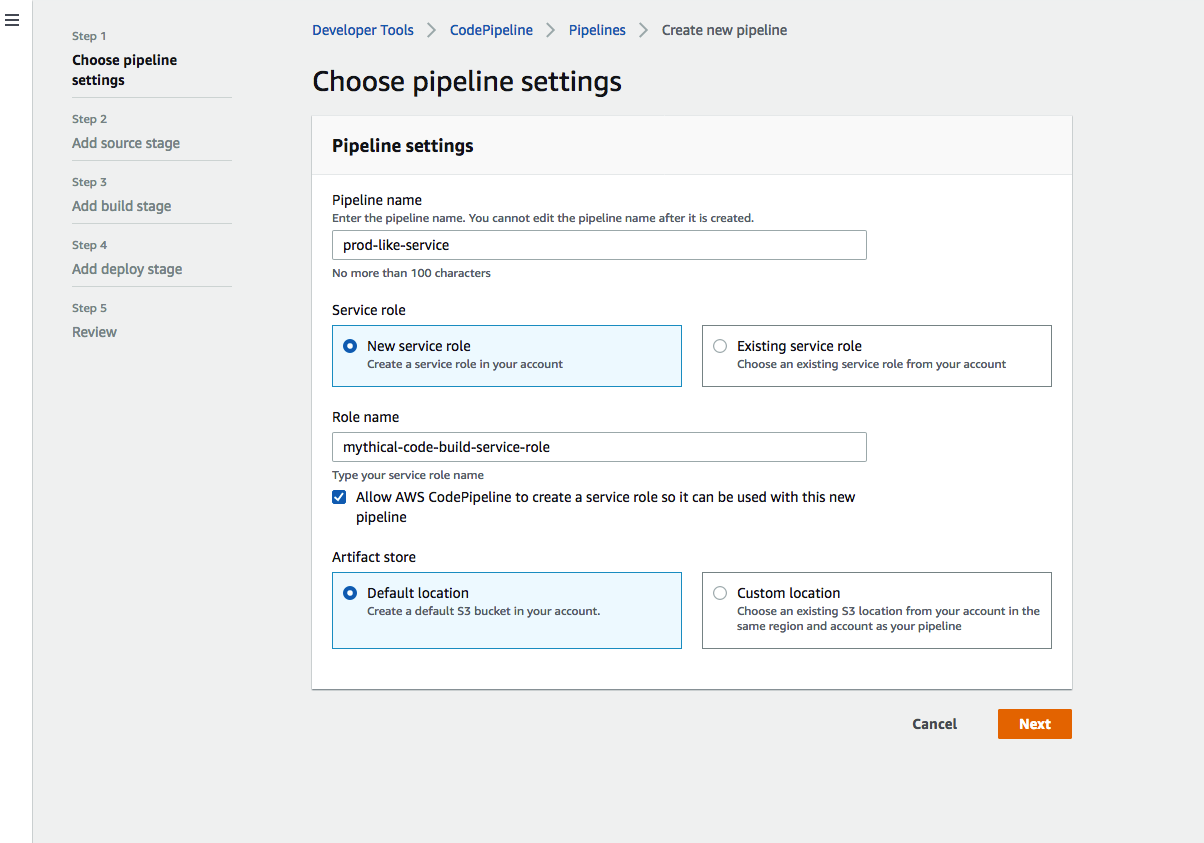 Step 1
Choose pipeline
settings
Step 2
Add source stage
Step 3
Add build stage
Step 4
Add deploy stage
Step 5
Review
Developer Tools
CodePipeline
Pipelines
Create new pipeline
Choose pipeline settings
Pipeline settings
Pipeline name
Enter the pipeline name. You cannot edit the pipeline name after it is created.
prod-like-service
No more than 100 characters
Service role
New service role
Create a service role in your account
Existing service role
Choose an existing service role from your account
Role name
mythical-code-build-service-role
Type your service role name
Allow AWS CodePipeline to create a service role so it can be used with this new
pipeline
Artifact store
Default location
Create a default S3 bucket in your account.
Custom location
Choose an existing S3 location from your account in the
same region and account as your pipeline
Cancel
Next